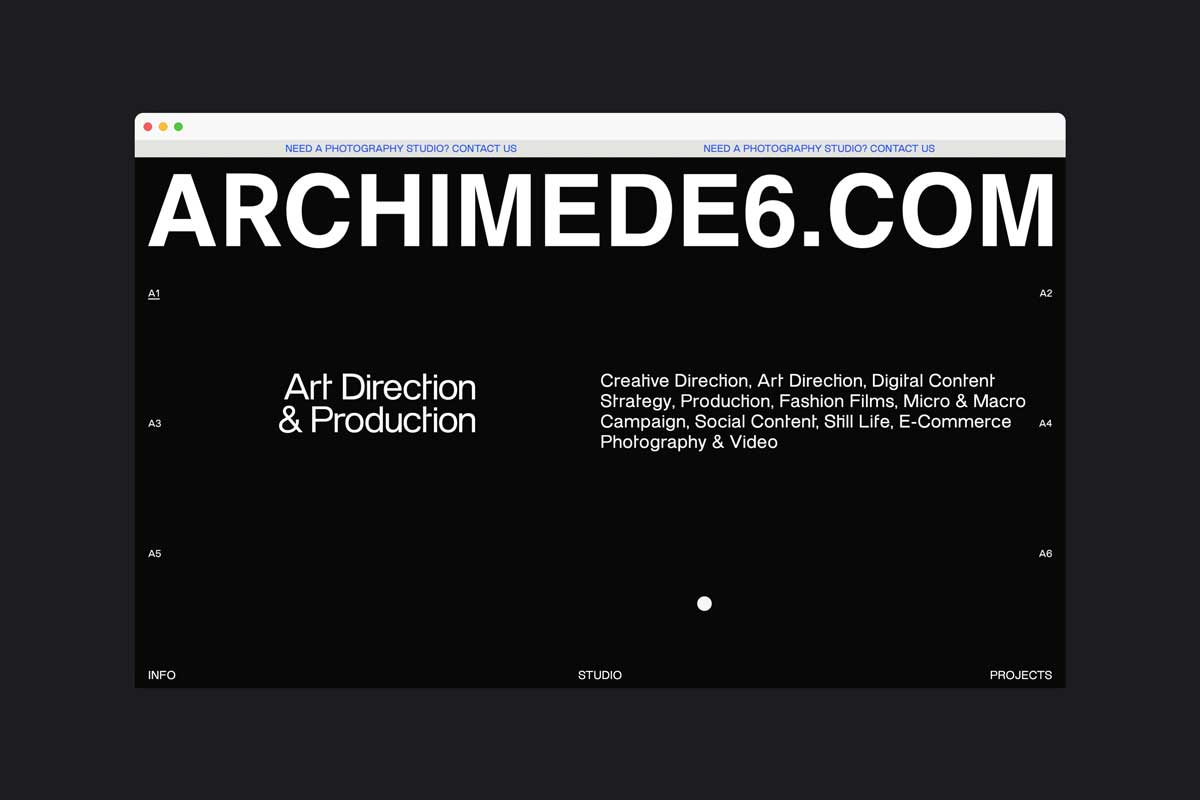 NEED A PHOTOGRAPHY STUDIO? CONTACT US NEED A PHOTOGRAPHY STUDIO? CONTACT US
ARCHIMEDE6.COM
A1
A2
Art Direction
& Production
Creative Direction, Art Direction, Digital Content
Strategy, Production, Fashion Films, Micro & Macro
Campaign, Social Content, Still Life, E-Commerce
Photography & Video
A3
A4
A5
A6
INFO
STUDIO
PROJECTS